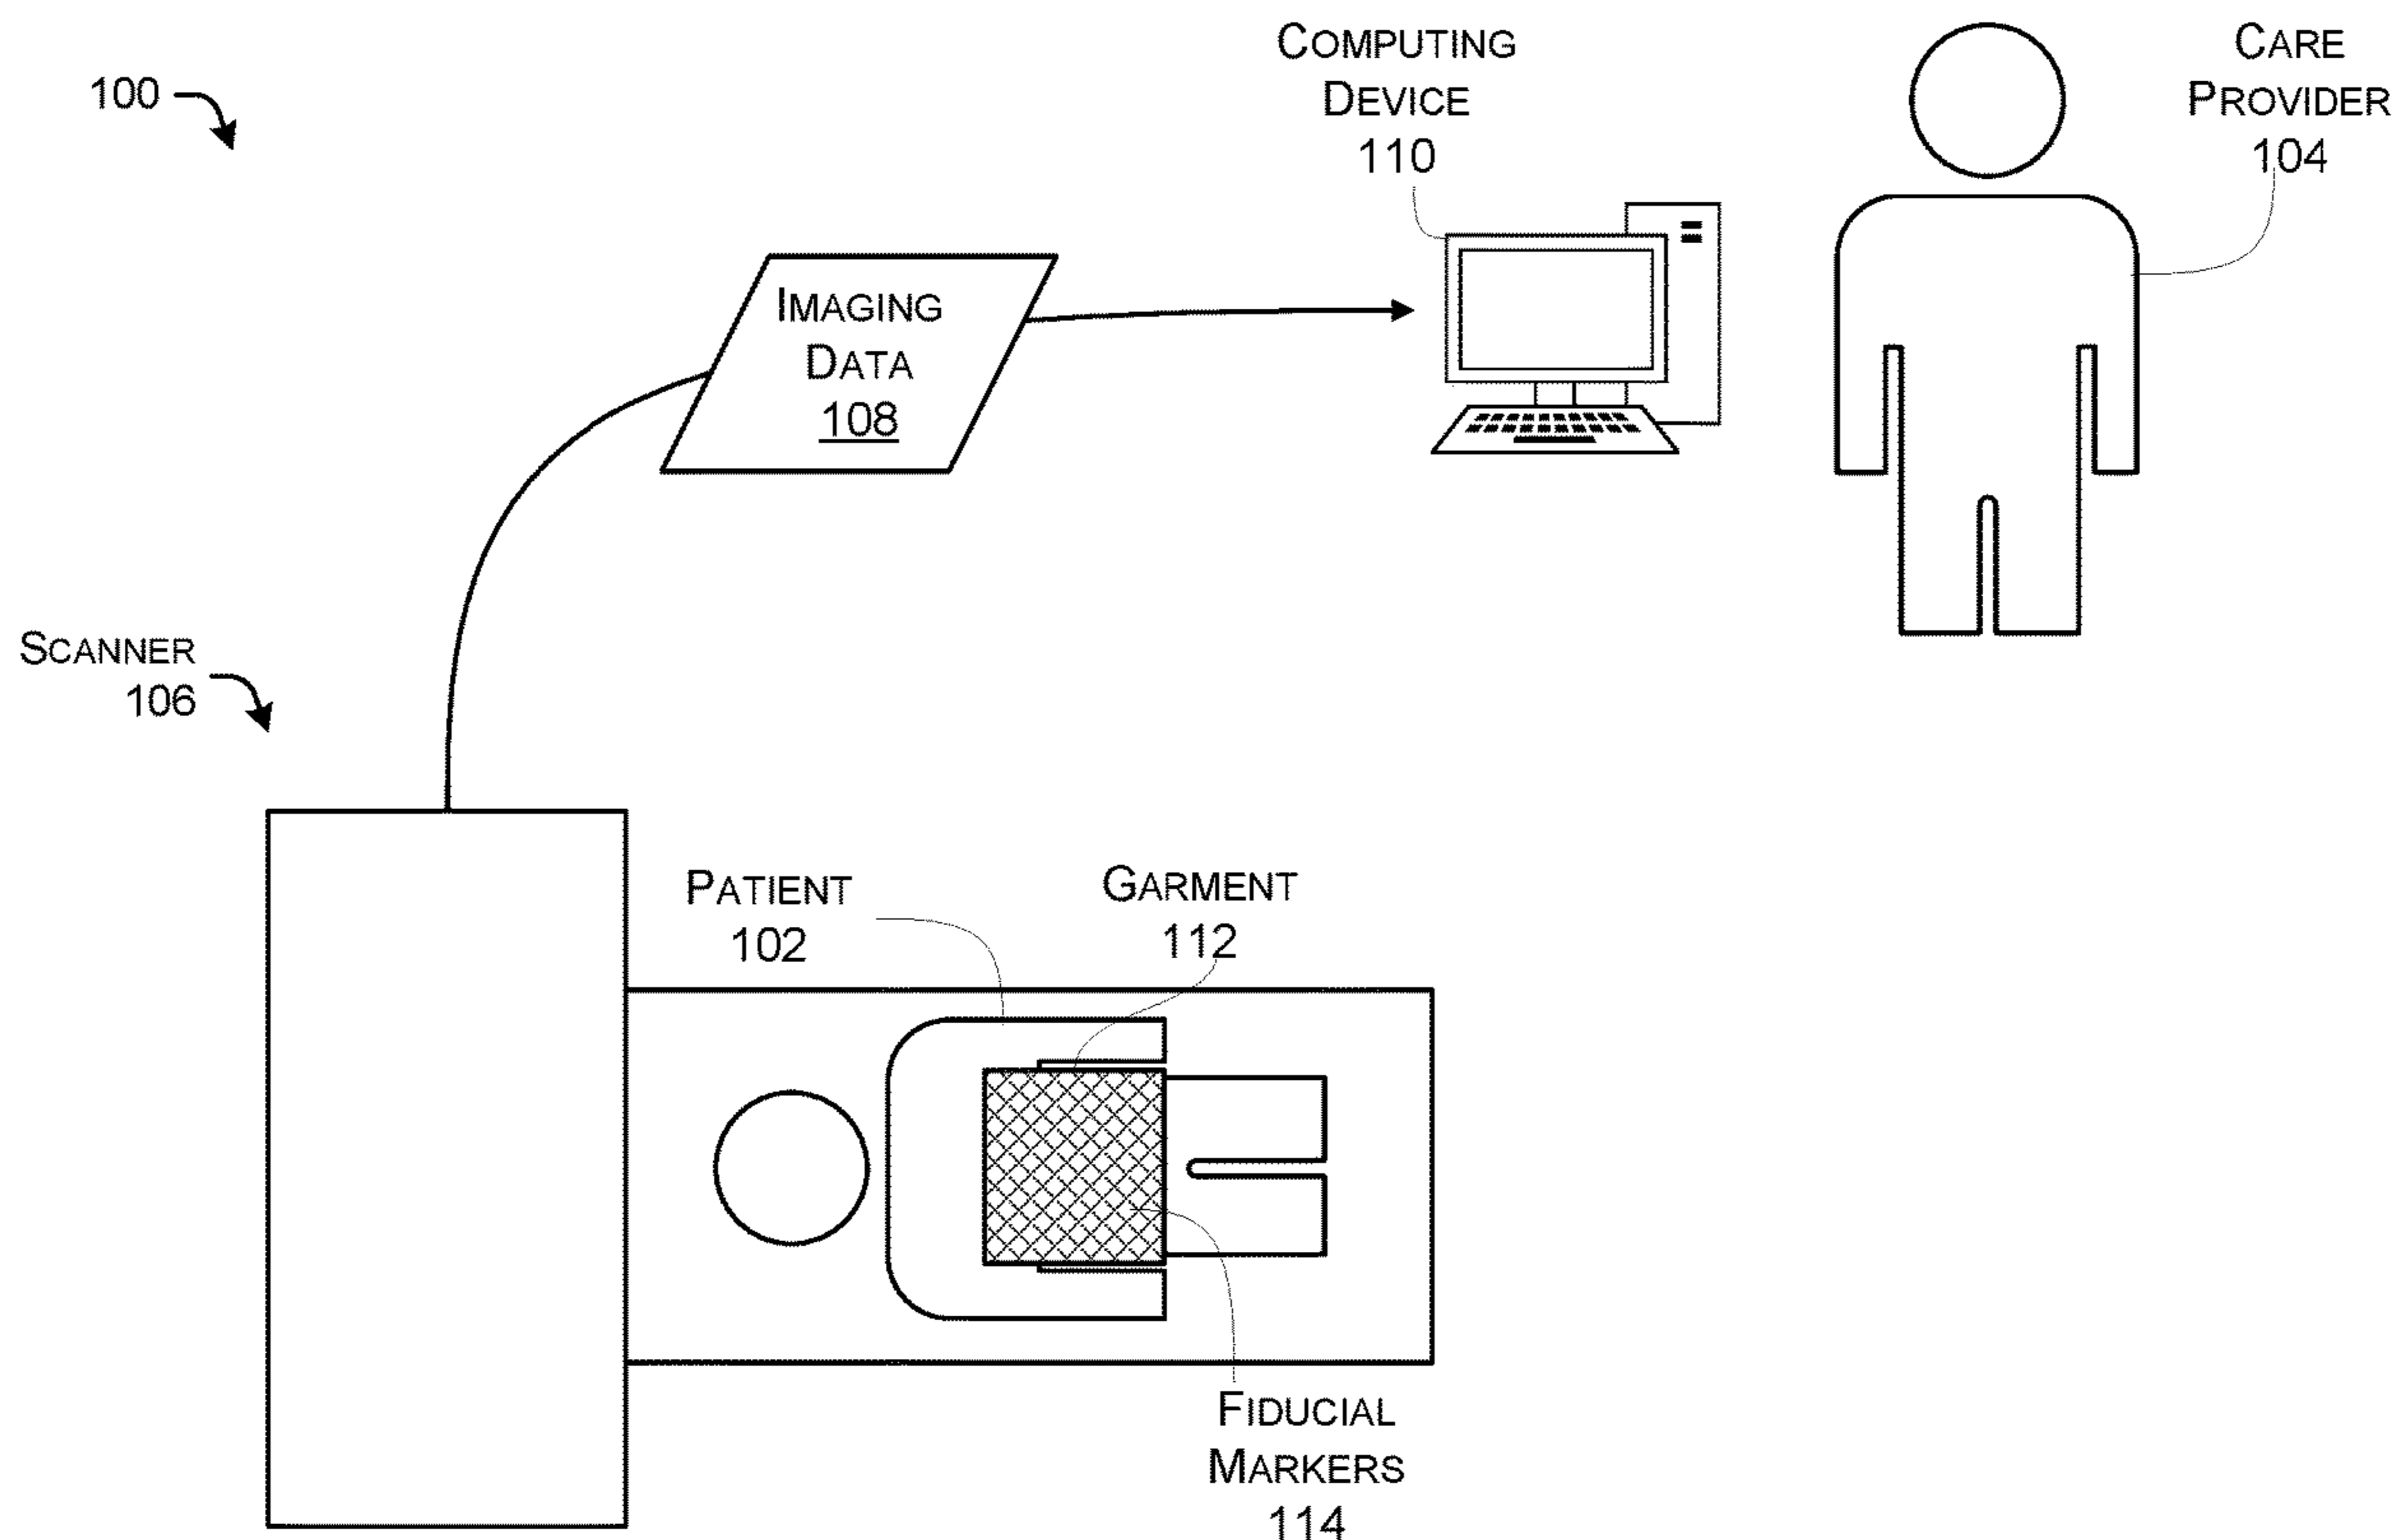 100
COMPUTING
DEVICE
110
CARE
PROVIDER
104
IMAGING
DATA
108
SCANNER
106
PATIENT
102
GARMENT
112
FIDUCIAL
MARKERS
114